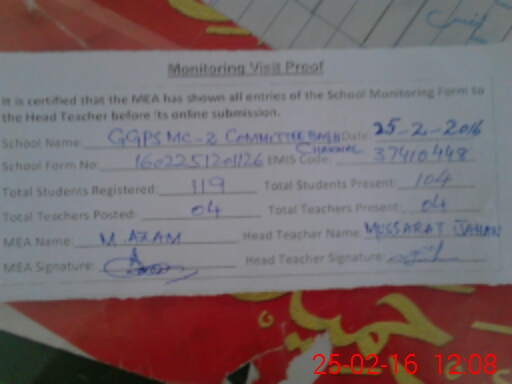 Monitoring Visit Proof
It is certified that the MEA has shown all entries of the School Monitoring Form to
the Head Teacher before its online submission.
School Name: GGPS MC-2 COMMITTEE BAGH Date: 25-2-2016
School Form No: 1602251201126 EMIS Code: 37410448
Total Students Registered: 119 Total Students Present: 104
Total Teachers Posted: 04 Total Teachers Present: 04
MEA Name: M. AZAM Head Teacher Name: MUSSARAT JAHAN
MEA Signature: Head Teacher Signature:
25-02-16 12:08